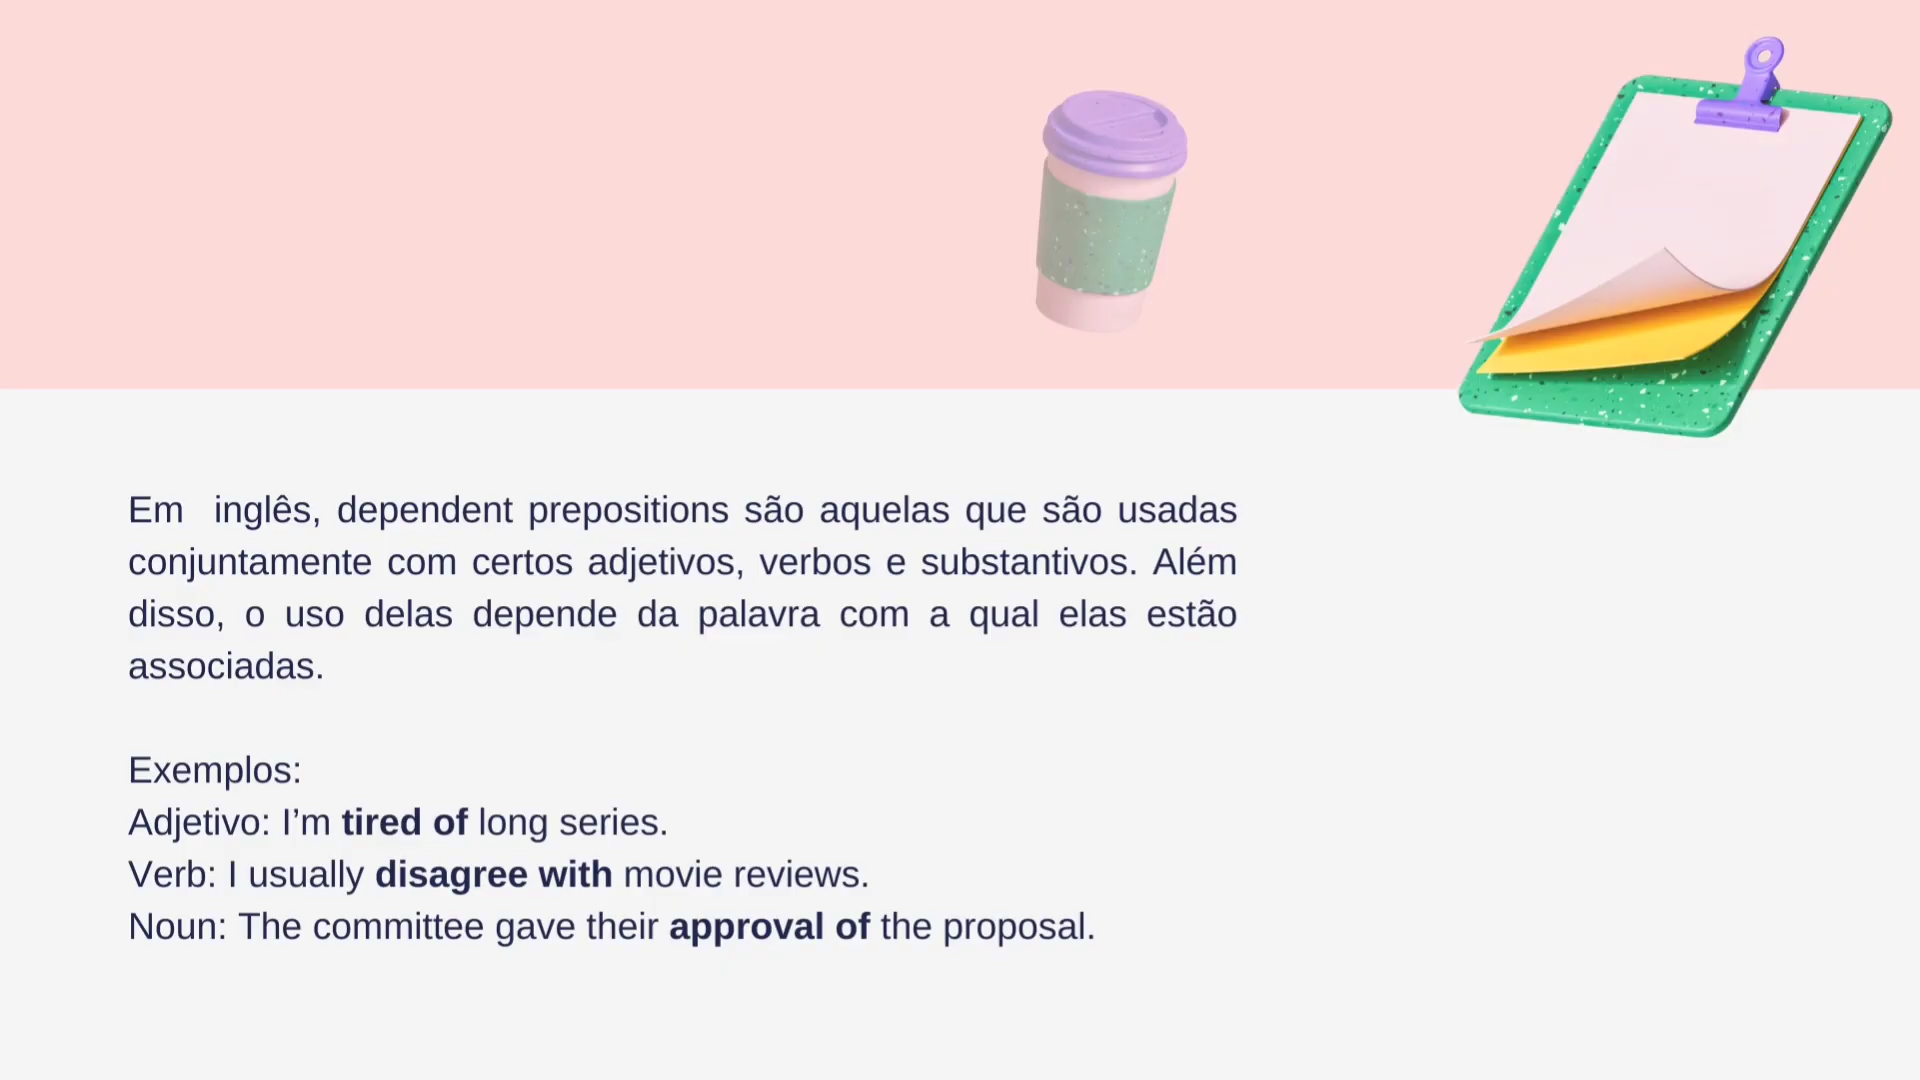 Em inglês, dependent prepositions são aquelas que são usadas
conjuntamente com certos adjetivos, verbos e substantivos. Além
disso, o uso delas depende da palavra com a qual elas estão
associadas.
Exemplos:
Adjetivo: I’m tired of long series.
Verb: I usually disagree with movie reviews.
Noun: The committee gave their approval of the proposal.